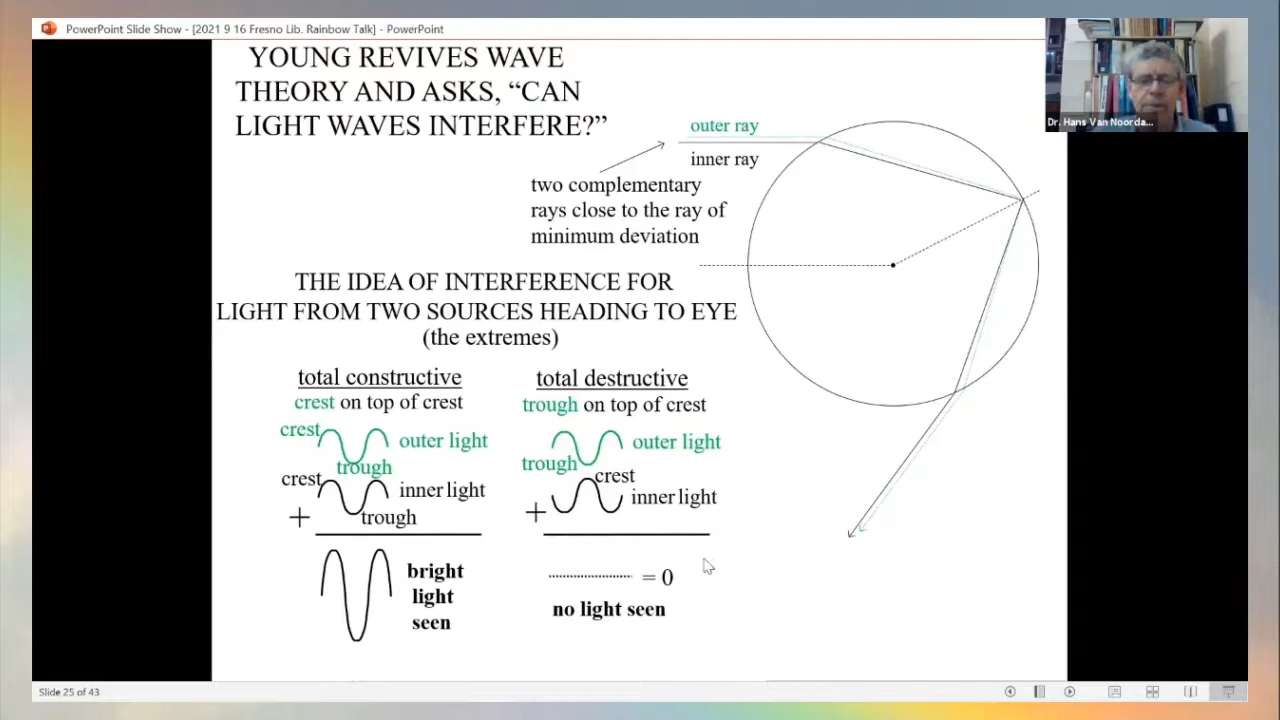 PowerPoint Slide Show - [2021 9 16 Fresno Lib. Rainbow Talk] - PowerPoint
YOUNG REVIVES WAVE
THEORY AND ASKS, “CAN
LIGHT WAVES INTERFERE?”
Dr. Hans Van Noorda...
outer ray
inner ray
two complementary
rays close to the ray of
minimum deviation
THE IDEA OF INTERFERENCE FOR
LIGHT FROM TWO SOURCES HEADING TO EYE
(the extremes)
total constructive
crest on top of crest
crest
outer light
trough
crest
inner light
trough
+
bright
light
seen
total destructive
trough on top of crest
outer light
trough
crest
inner light
+
= 0
no light seen
Slide 25 of 43